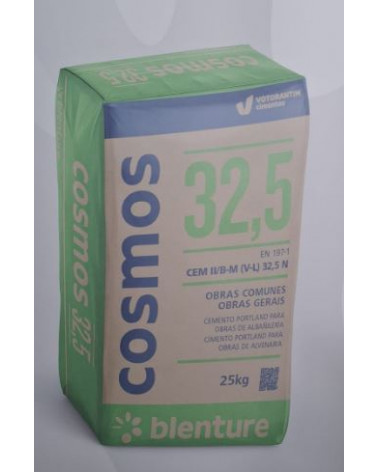 cosmos
32,5
VOTORANTIM
cimentos
cosmos
32,5
32,5
EN 197-1
CEM II/B-M (V-L) 32,5 N
OBRAS COMUNES
OBRAS GERAIS
CEMENTO PORTLAND PARA
OBRAS DE ALBAÑILERÍA
CIMENTO PORTLAND PARA
OBRAS DE ALVENARIA
cosmos
25kg
blenture